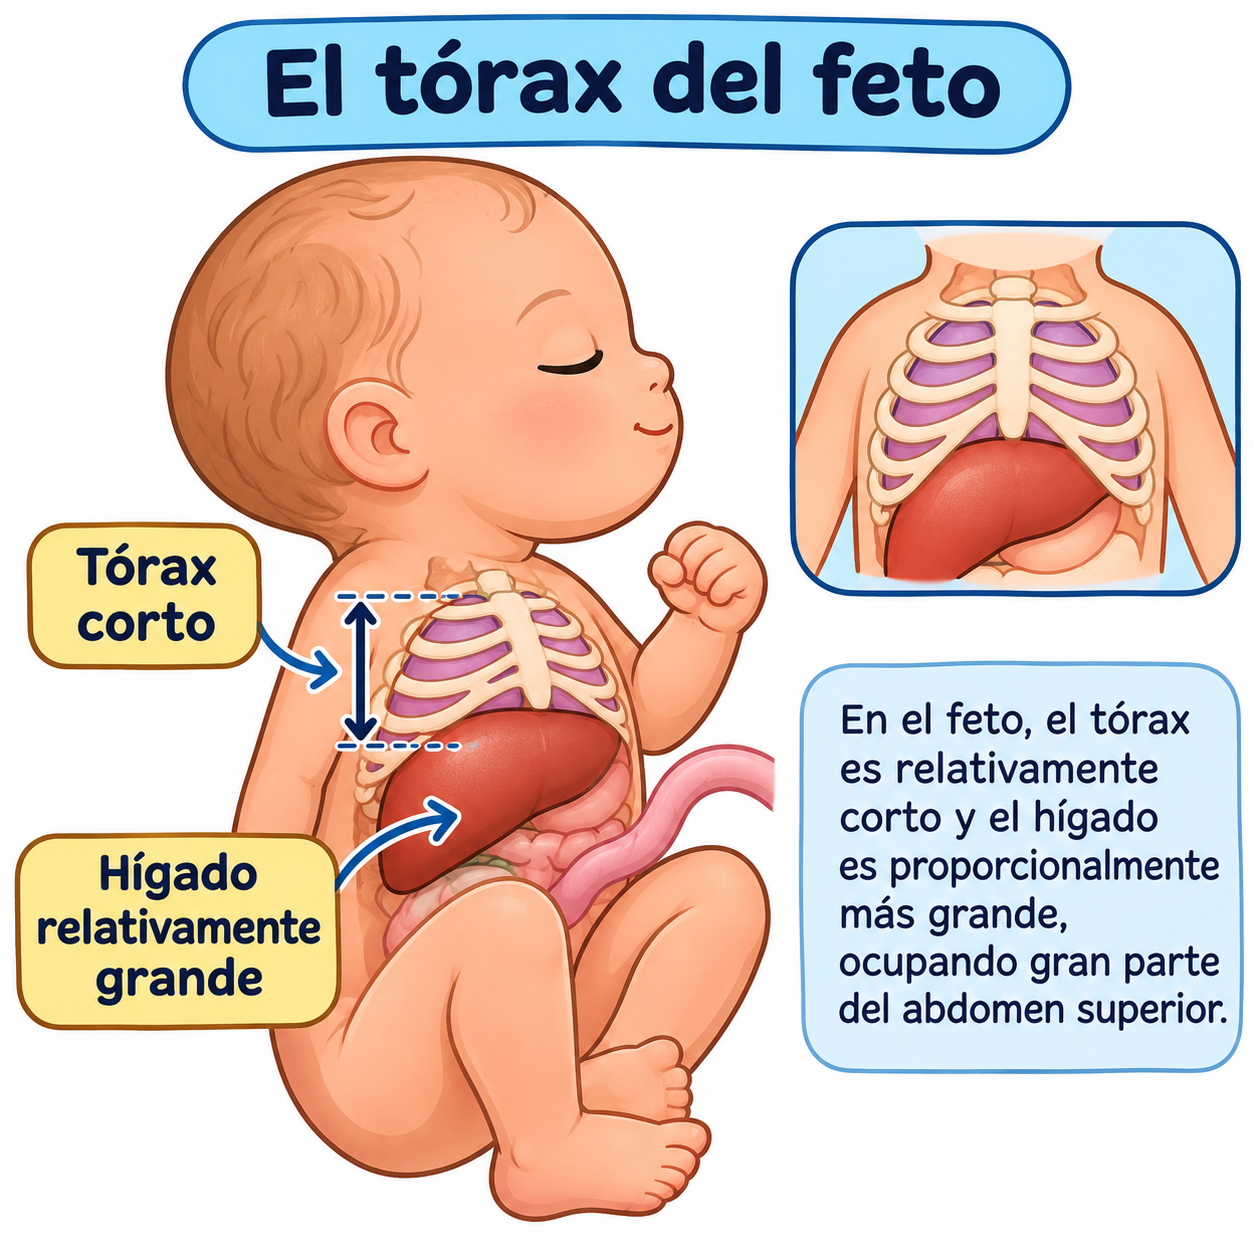 El tórax del feto
Tórax
corto
Hígado
relativamente
grande
En el feto, el tórax
es relativamente
corto y el hígado
es proporcionalmente
más grande,
ocupando gran parte
del abdomen superior.